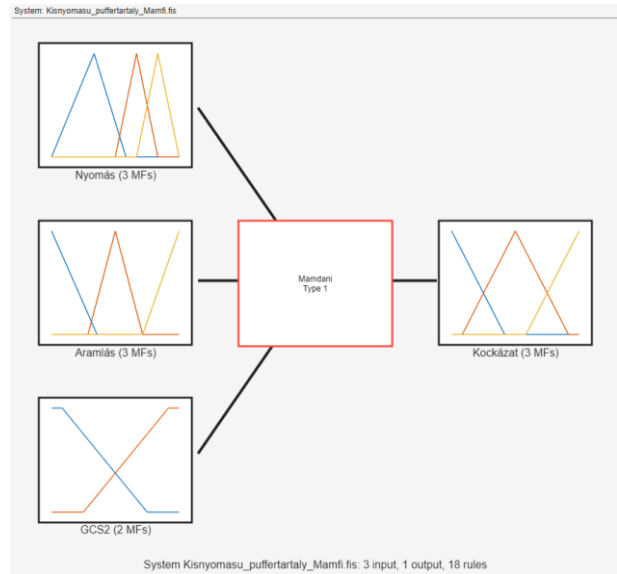 System: Kisnyomasu_puffertartaly_Mamfi.fis
Nyomás (3 MFs)
Mamdani
Type 1
Aramlás (3 MFs)
Kockázat (3 MFs)
GCS2 (2 MFs)
System Kisnyomasu_puffertartaly_Mamfi.fis: 3 input, 1 output, 18 rules